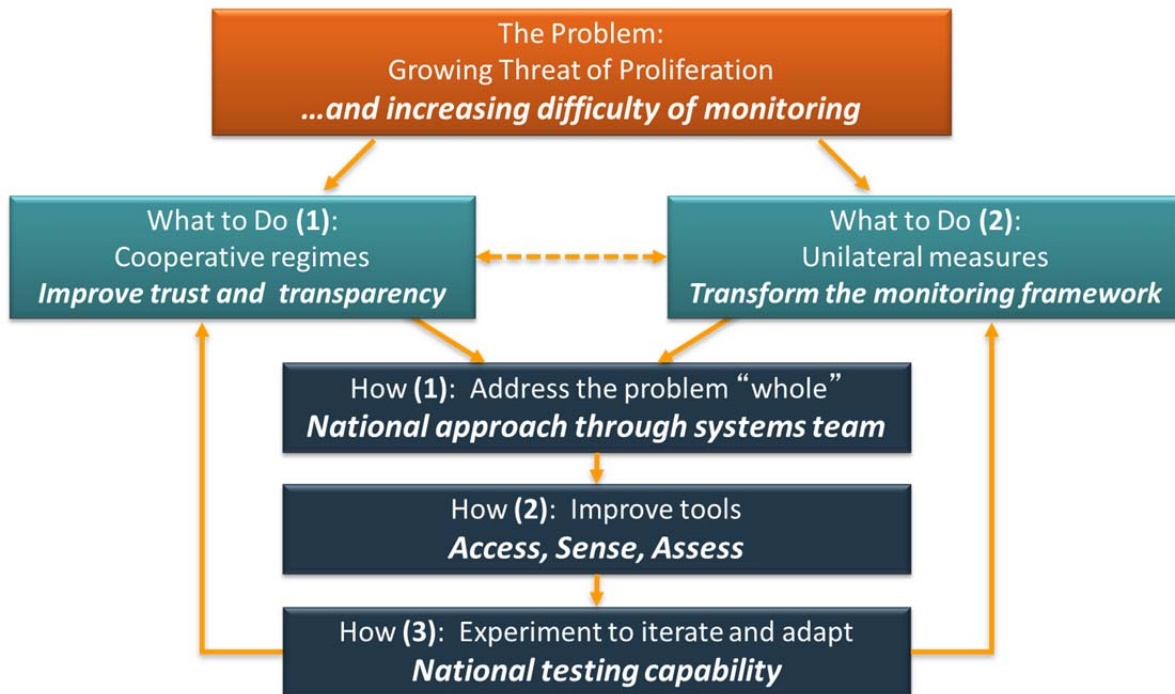 The Problem:
Growing Threat of Proliferation
...and increasing difficulty of monitoring
What to Do (1):
Cooperative regimes
Improve trust and transparency
What to Do (2):
Unilateral measures
Transform the monitoring framework
How (1): Address the problem “whole”
National approach through systems team
How (2): Improve tools
Access, Sense, Assess
How (3): Experiment to iterate and adapt
National testing capability